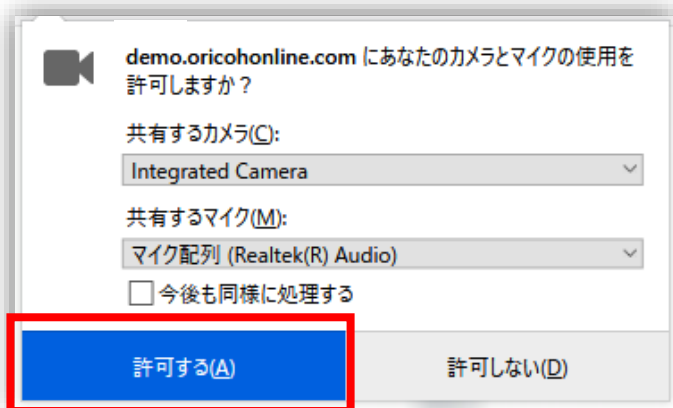 demo.oricohonline.com にあなたのカメラとマイクの使用を
許可しますか？
共有するカメラ(C):
Integrated Camera
共有するマイク(M):
マイク配列 (Realtek(R) Audio)
今後も同様に処理する
許可する(A)
許可しない(D)